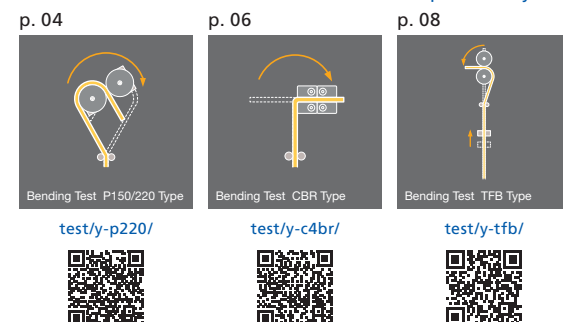 p. 04
p. 06
p. 08
Bending Test P150/220 Type
Bending Test CBR Type
Bending Test TFB Type
test/y-p220/
test/y-c4br/
test/y-tfb/